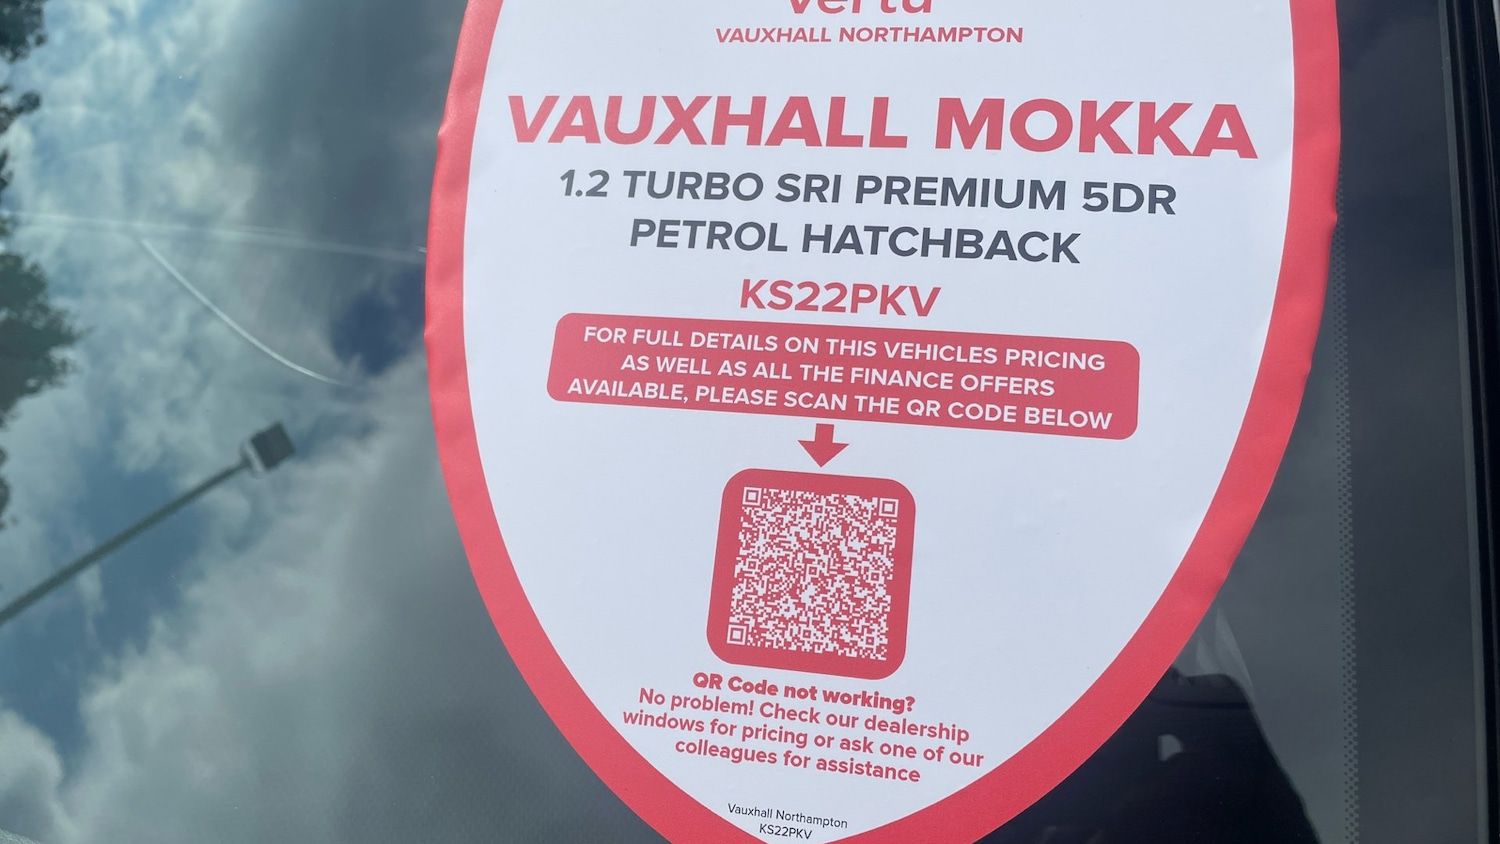 vertu
VAUXHALL NORTHAMPTON
VAUXHALL MOKKA
1.2 TURBO SRI PREMIUM 5DR
PETROL HATCHBACK
KS22PKV
FOR FULL DETAILS ON THIS VEHICLES PRICING
AS WELL AS ALL THE FINANCE OFFERS
AVAILABLE, PLEASE SCAN THE QR CODE BELOW
QR Code not working?
No problem! Check our dealership
windows for pricing or ask one of our
colleagues for assistance
Vauxhall Northampton
KS22PKV